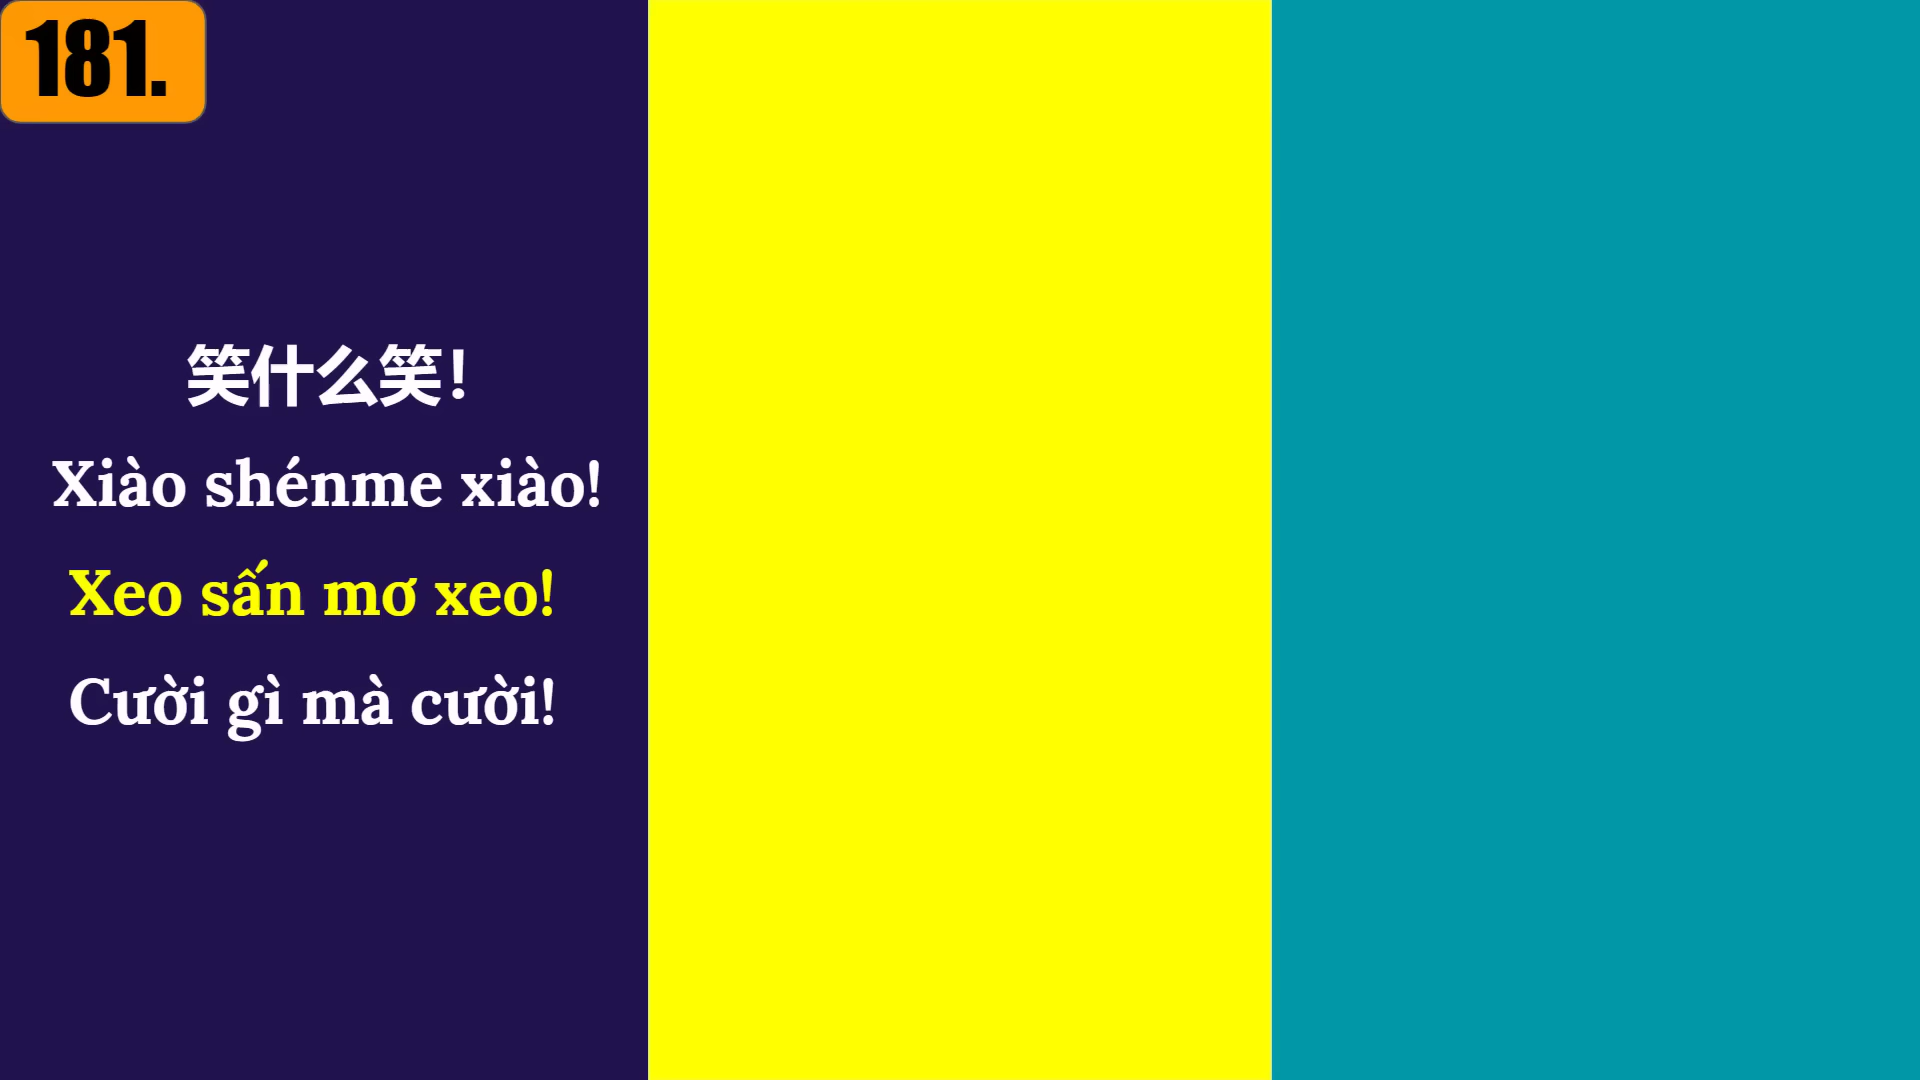 181.
笑什么笑！
Xiào shénme xiào!
Xeo sấn mơ xeo!
Cười gì mà cười!